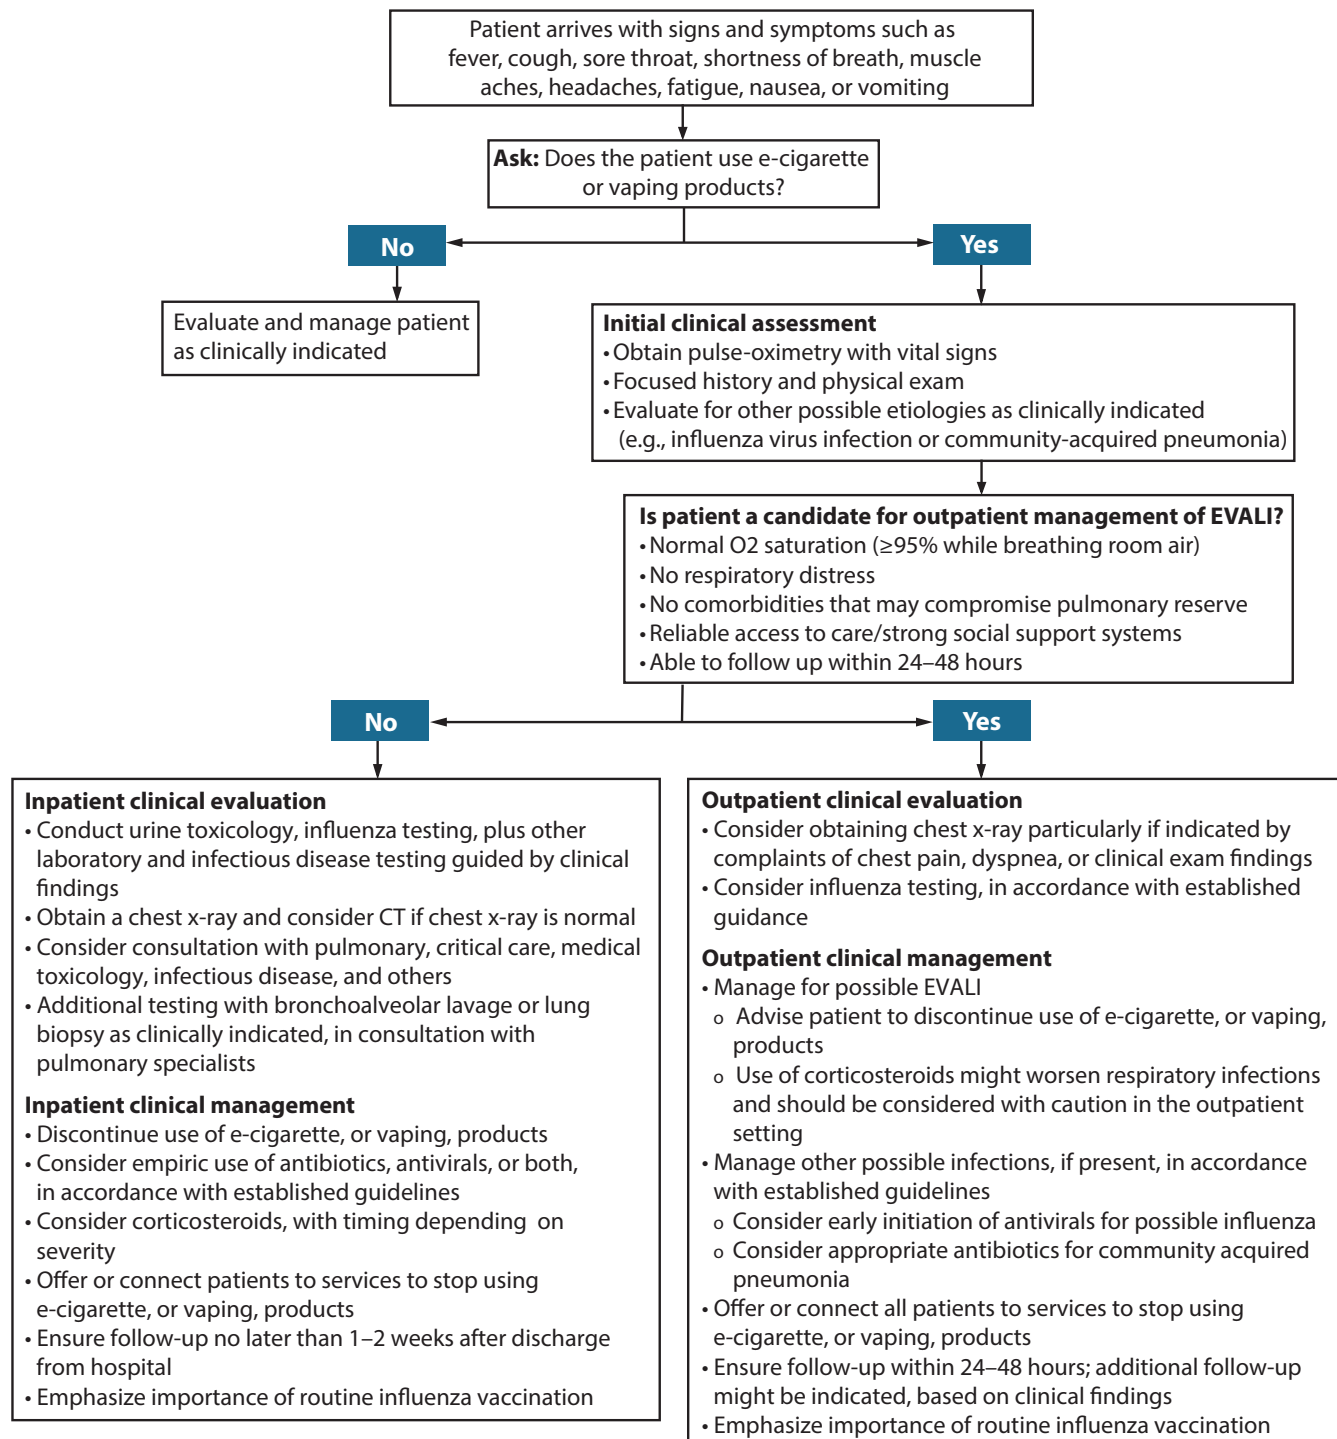 Patient arrives with signs and symptoms such as
fever, cough, sore throat, shortness of breath, muscle
aches, headaches, fatigue, nausea, or vomiting
Ask: Does the patient use e-cigarette
or vaping products?
No
Yes
Evaluate and manage patient
as clinically indicated
Initial clinical assessment
• Obtain pulse-oximetry with vital signs
• Focused history and physical exam
• Evaluate for other possible etiologies as clinically indicated
(e.g., influenza virus infection or community-acquired pneumonia)
Is patient a candidate for outpatient management of EVALI?
• Normal O2 saturation (≥95% while breathing room air)
• No respiratory distress
• No comorbidities that may compromise pulmonary reserve
• Reliable access to care/strong social support systems
• Able to follow up within 24–48 hours
No
Yes
Inpatient clinical evaluation
• Conduct urine toxicology, influenza testing, plus other
laboratory and infectious disease testing guided by clinical
findings
• Obtain a chest x-ray and consider CT if chest x-ray is normal
• Consider consultation with pulmonary, critical care, medical
toxicology, infectious disease, and others
• Additional testing with bronchoalveolar lavage or lung
biopsy as clinically indicated, in consultation with
pulmonary specialists
Inpatient clinical management
• Discontinue use of e-cigarette, or vaping, products
• Consider empiric use of antibiotics, antivirals, or both,
in accordance with established guidelines
• Consider corticosteroids, with timing depending on
severity
• Offer or connect patients to services to stop using
e-cigarette, or vaping, products
• Ensure follow-up no later than 1–2 weeks after discharge
from hospital
• Emphasize importance of routine influenza vaccination
Outpatient clinical evaluation
• Consider obtaining chest x-ray particularly if indicated by
complaints of chest pain, dyspnea, or clinical exam findings
• Consider influenza testing, in accordance with established
guidance
Outpatient clinical management
• Manage for possible EVALI
o Advise patient to discontinue use of e-cigarette, or vaping,
products
o Use of corticosteroids might worsen respiratory infections
and should be considered with caution in the outpatient
setting
• Manage other possible infections, if present, in accordance
with established guidelines
o Consider early initiation of antivirals for possible influenza
o Consider appropriate antibiotics for community acquired
pneumonia
• Offer or connect all patients to services to stop using
e-cigarette, or vaping, products
• Ensure follow-up within 24–48 hours; additional follow-up
might be indicated, based on clinical findings
• Emphasize importance of routine influenza vaccination